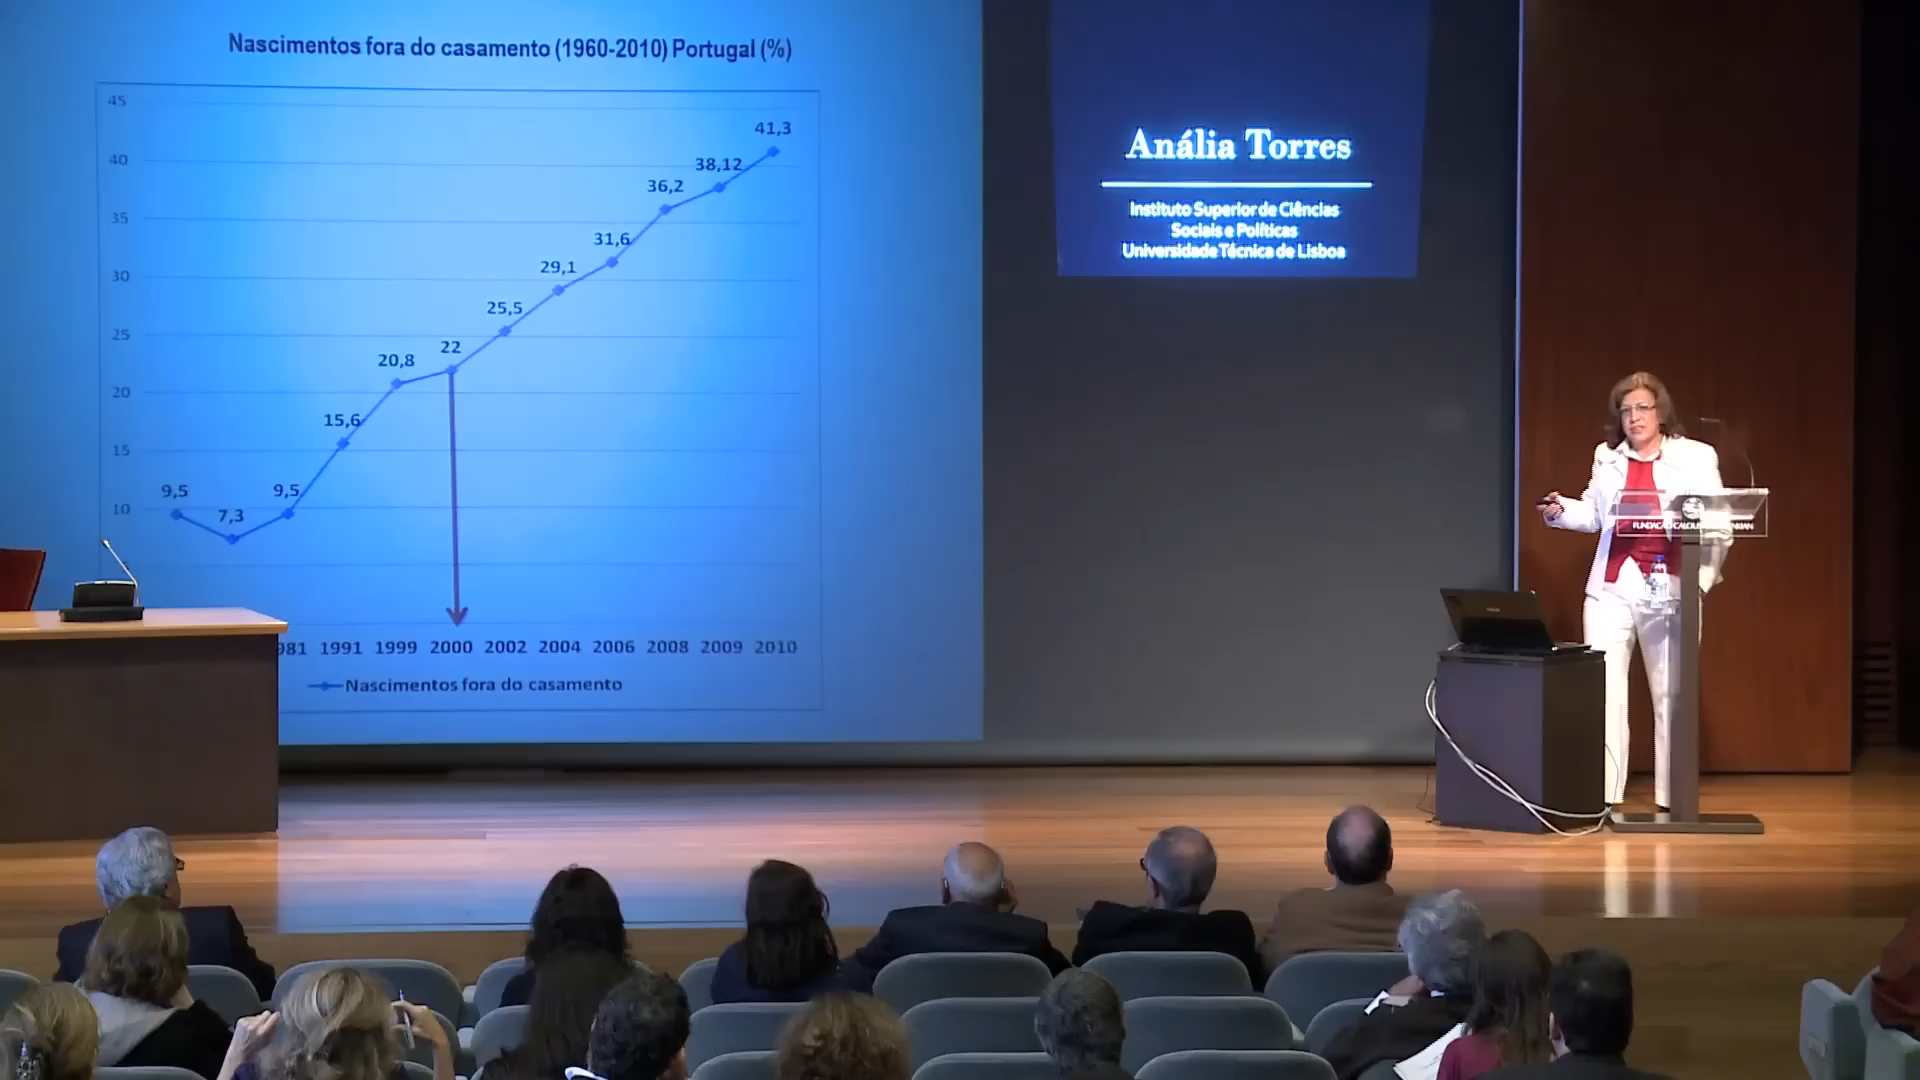 Nascimentos fora do casamento (1960-2010) Portugal (%)
45
40
35
30
25
20
15
10
9,5
7,3
9,5
15,6
20,8
22
25,5
29,1
31,6
36,2
38,12
41,3
981 1991 1999 2000 2002 2004 2006 2008 2009 2010
Nascimentos fora do casamento
Anália Torres
Instituto Superior de Ciências
Sociais e Políticas
Universidade Técnica de Lisboa
FUNDAÇÃO